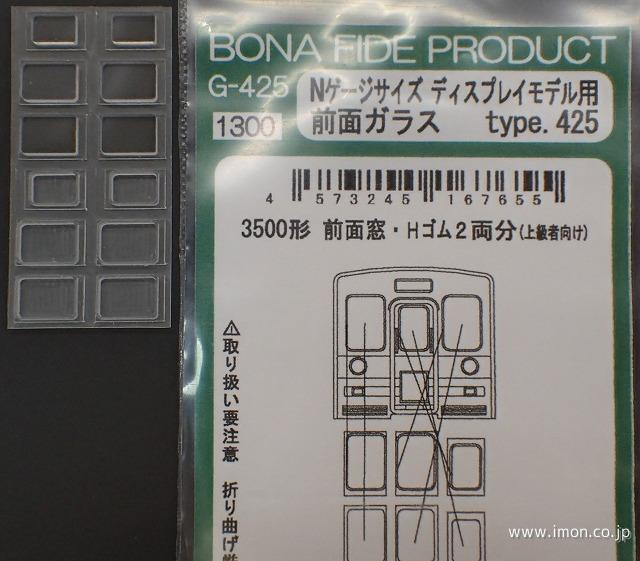 BONA FIDE PRODUCT
G-425
1300
Nゲージサイズ ディスプレイモデル用
前面ガラス type.425
4 573245 167655
3500形 前面窓・Hゴム2両分(上級者向け)
⚠取り扱い要注意 折り曲げ
www.imon.co.jp